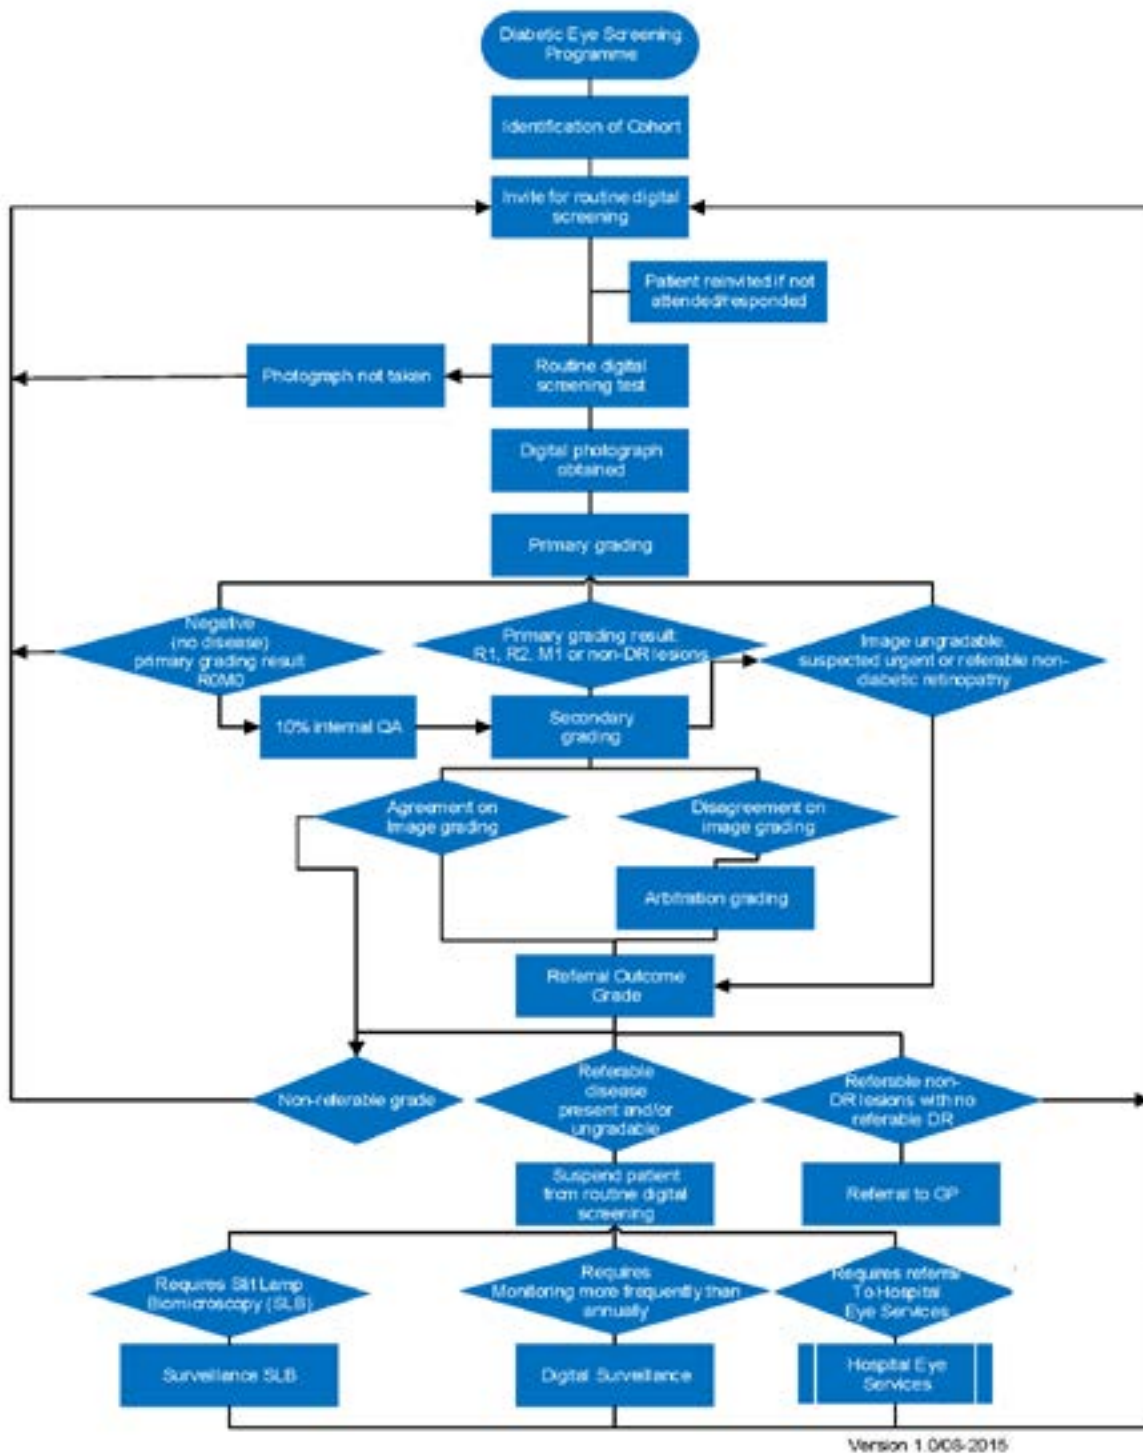 Diabetic Eye Screening
Programme
Identification of Cohort
Invite for routine digital
screening
Patient reinvited if not
attended/responded
Photograph not taken
Routine digital
screening test
Digital photograph
obtained
Primary grading
Negative
(no disease)
primary grading result
R0M0
Primary grading result:
R1, R2, M1 or non-DR lesions
Image ungradable,
suspected urgent or referable non-
diabetic retinopathy
10% internal QA
Secondary
grading
Agreement on
Image grading
Disagreement on
image grading
Arbitration grading
Referral Outcome
Grade
Non-referable grade
Referable
disease
present and/or
ungradable
Referable non-
DR lesions with no
referable DR
Suspend patient
from routine digital
screening
Referral to GP
Requires Slit Lamp
Biomicroscopy (SLB)
Requires
Monitoring more frequently than
annually
Requires referral
To Hospital
Eye Services
Surveillance SLB
Digital Surveillance
Hospital Eye
Services
Version 1.0/08-2015